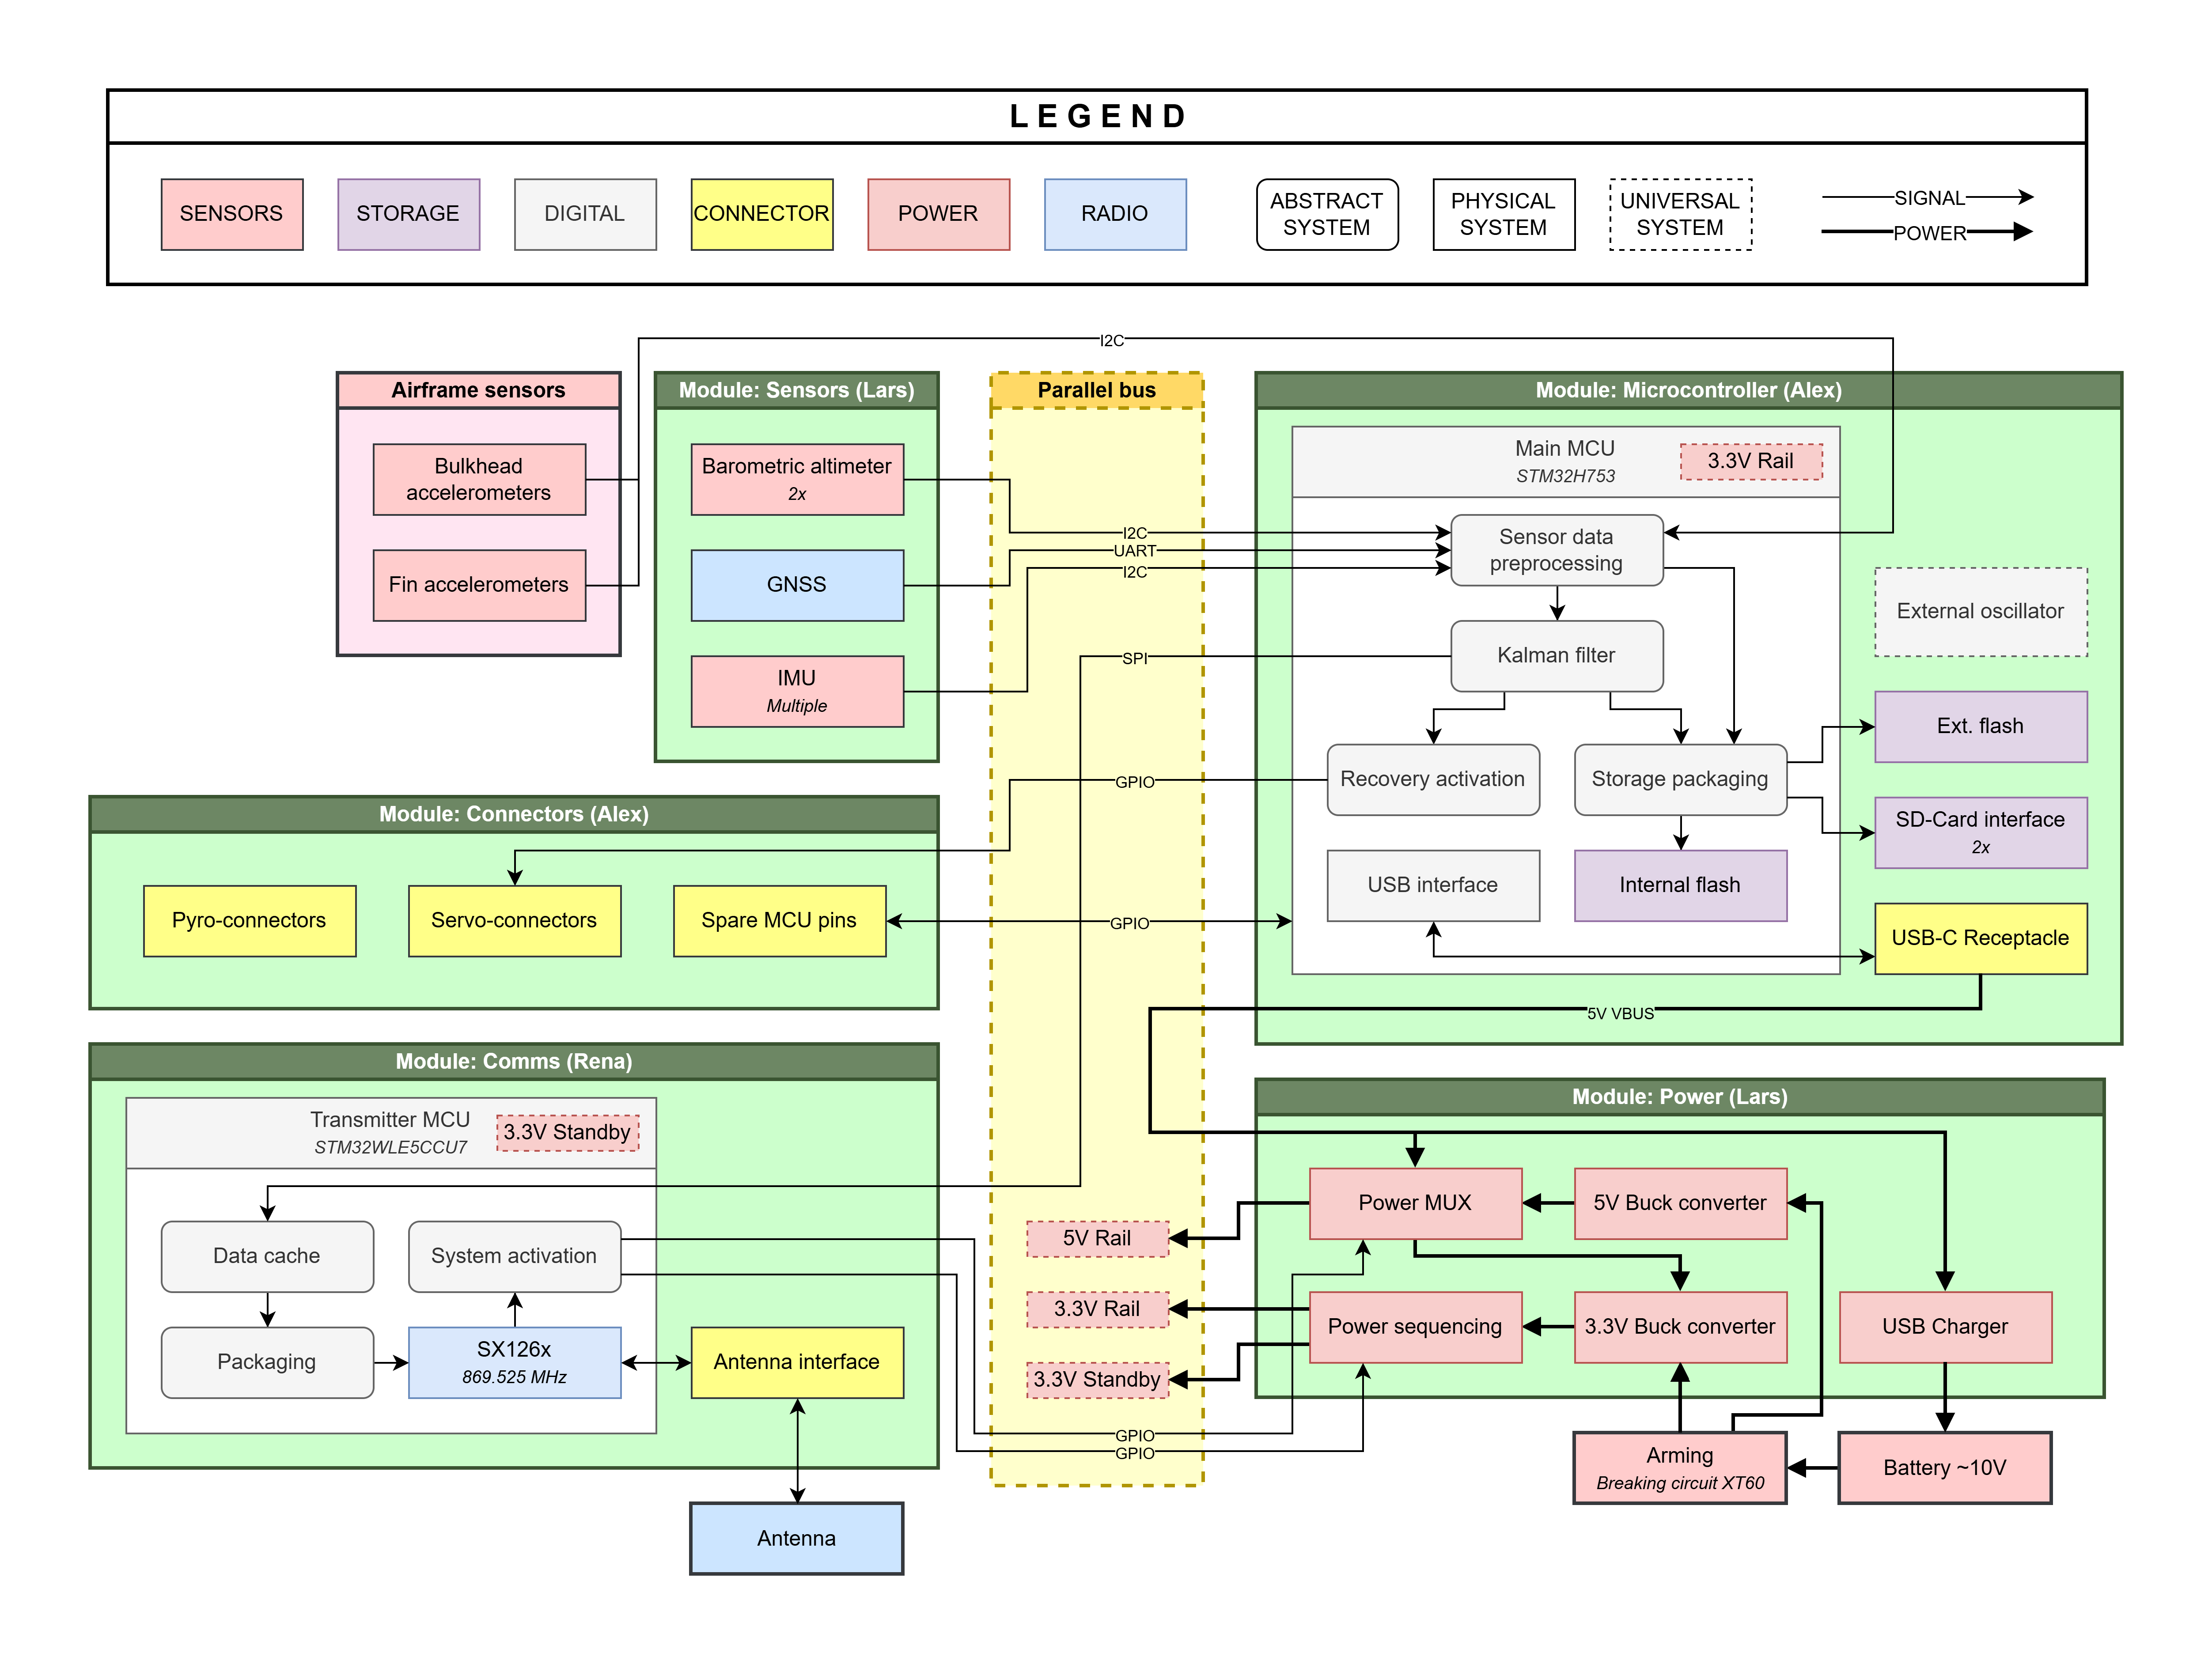 LEGEND
SENSORS
STORAGE
DIGITAL
CONNECTOR
POWER
RADIO
ABSTRACT
SYSTEM
PHYSICAL
SYSTEM
UNIVERSAL
SYSTEM
SIGNAL
POWER
I2C
Airframe sensors
Bulkhead
accelerometers
Fin accelerometers
Module: Sensors (Lars)
Barometric altimeter
2x
GNSS
IMU
Multiple
Parallel bus
I2C
UART
I2C
SPI
GPIO
GPIO
Module: Microcontroller (Alex)
Main MCU
STM32H753
3.3V Rail
Sensor data
preprocessing
Kalman filter
Recovery activation
Storage packaging
USB interface
Internal flash
External oscillator
Ext. flash
SD-Card interface
2x
USB-C Receptacle
5V VBUS
Module: Connectors (Alex)
Pyro-connectors
Servo-connectors
Spare MCU pins
Module: Comms (Rena)
Transmitter MCU
STM32WLE5CCU7
3.3V Standby
Data cache
System activation
Packaging
SX126x
869.525 MHz
Antenna interface
Antenna
5V Rail
3.3V Rail
3.3V Standby
GPIO
GPIO
Module: Power (Lars)
Power MUX
5V Buck converter
Power sequencing
3.3V Buck converter
USB Charger
Arming
Breaking circuit XT60
Battery ~10V